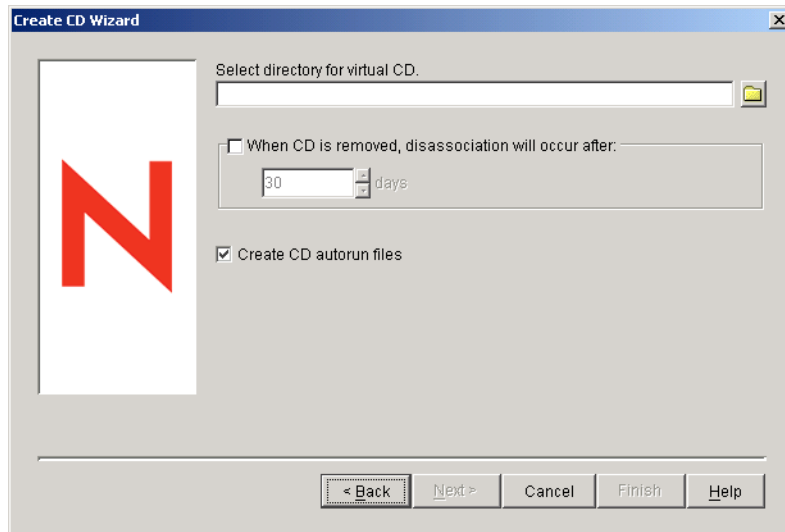 Create CD Wizard
Select directory for virtual CD.
When CD is removed, disassociation will occur after:
30 days
Create CD autorun files
< Back Next > Cancel Finish Help